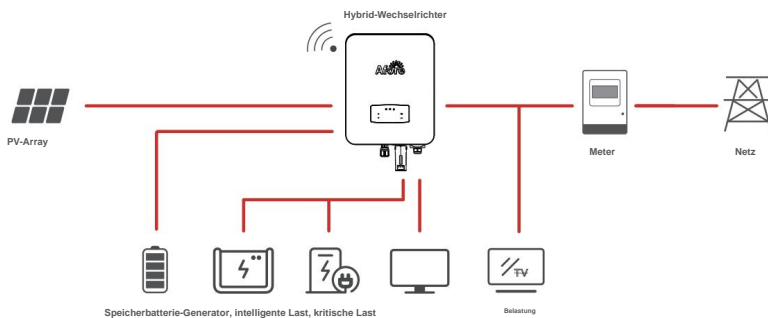 Hybrid-Wechselrichter
Afore
PV-Array
Meter
Netz
TV
Speicherbatterie-Generator, intelligente Last, kritische Last
Belastung